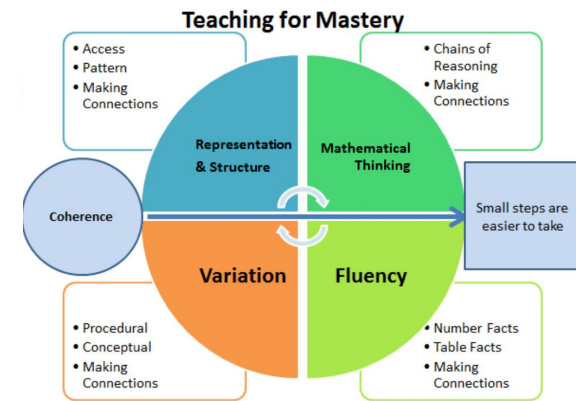 Teaching for Mastery
• Access
• Pattern
• Making
Connections
• Chains of
Reasoning
• Making
Connections
Representation
& Structure
Mathematical
Thinking
Coherence
Small steps are
easier to take
Variation
Fluency
• Procedural
• Conceptual
• Making
Connections
• Number Facts
• Table Facts
• Making
Connections